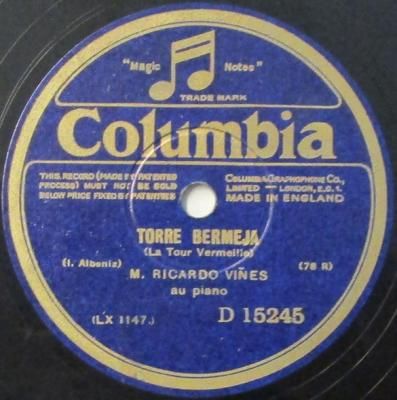 "Magic Notes"
TRADE MARK
Columbia
THIS RECORD (MADE BY PATENTED
PROCESS) MUST NOT BE SOLD
BELOW PRICE FIXED BY PATENTEES
COLUMBIA GRAPHOPHONE CO.,
LIMITED — LONDON, E.C. 1.
MADE IN ENGLAND
TORRE BERMEJA
(La Tour Vermeille)
(I. Albeniz)
(78 R)
M. RICARDO VIÑES
au piano
(LX 1147.)
D 15245